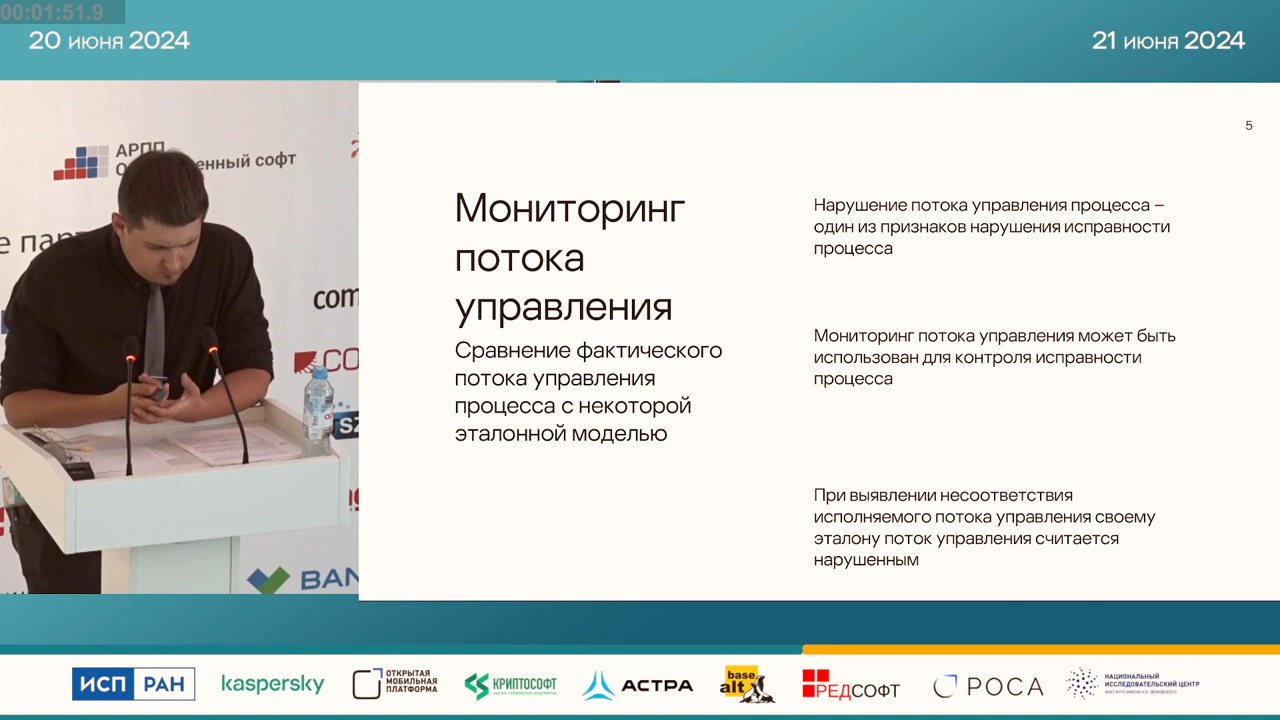 00:01:51.9
20 июня 2024
21 июня 2024
АРПП
енный софт
5
Мониторинг
потока
управления
Сравнение фактического
потока управления
процесса с некоторой
эталонной моделью
Нарушение потока управления процесса –
один из признаков нарушения исправности
процесса
Мониторинг потока управления может быть
использован для контроля исправности
процесса
При выявлении несоответствия
исполняемого потока управления своему
эталону поток управления считается
нарушенным
ИСП РАН
kaspersky
ОТКРЫТАЯ
МОБИЛЬНАЯ
ПЛАТФОРМА
КРИПТОСОФТ
АСТРА
base
alt
РЕДСОФТ
РОСА
НАЦИОНАЛЬНЫЙ
ИССЛЕДОВАТЕЛЬСКИЙ ЦЕНТР
ИНСТИТУТ ИМЕНИ Н.Е. ЖУКОВСКОГО